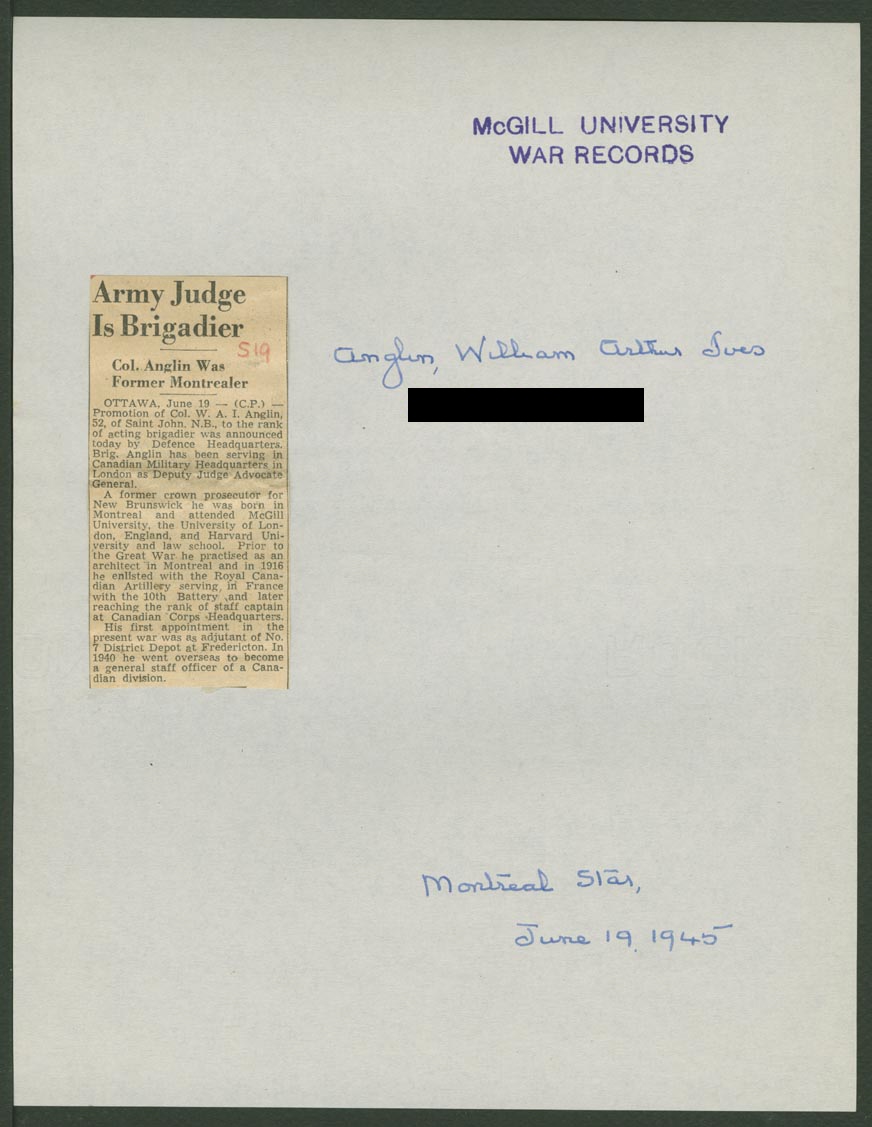 McGILL UNIVERSITY
WAR RECORDS
Army Judge
Is Brigadier
S19
Col. Anglin Was
Former Montrealer
OTTAWA, June 19 — (C.P.) —
Promotion of Col. W. A. I. Anglin,
52, of Saint John, N.B., to the rank
of acting brigadier was announced
today by Defence Headquarters.
Brig. Anglin has been serving in
Canadian Military Headquarters in
London as Deputy Judge Advocate
General.
A former crown prosecutor for
New Brunswick he was born in
Montreal and attended McGill
University, the University of Lon-
don, England, and Harvard Uni-
versity and law school. Prior to
the Great War he practised as an
architect in Montreal and in 1916
he enlisted with the Royal Cana-
dian Artillery serving in France
with the 10th Battery and later
reaching the rank of staff captain
at Canadian Corps Headquarters.
His first appointment in the
present war was as adjutant of No.
7 District Depot at Fredericton. In
1940 he went overseas to become
a general staff officer of a Cana-
dian division.
Anglin, William Arthur Ives
Montreal Star,
June 19, 1945